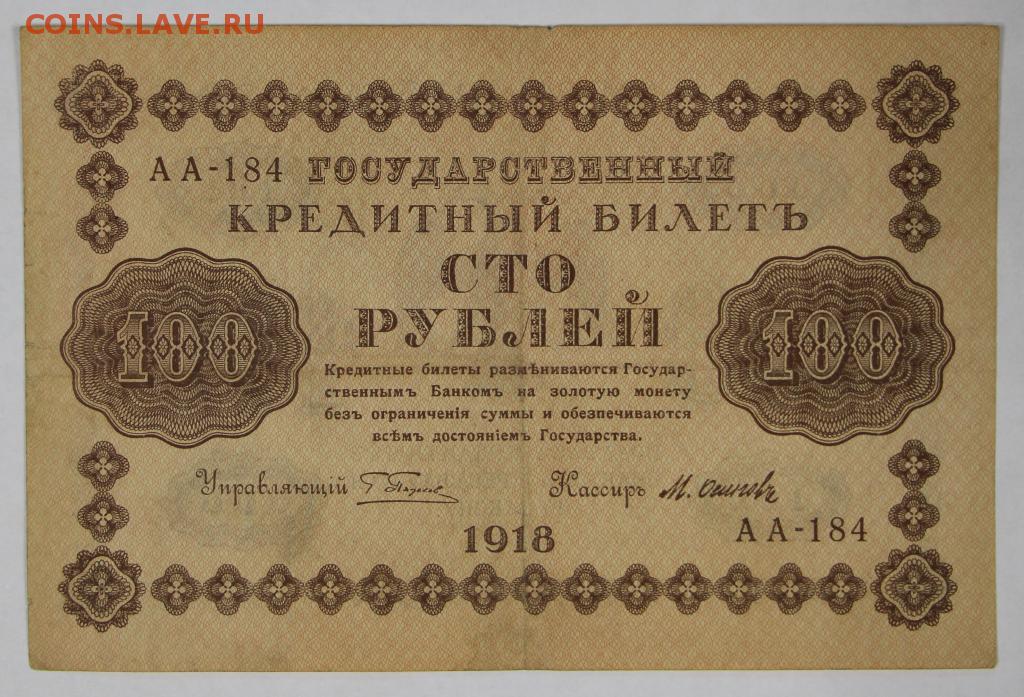 COINS.LAVE.RU
АА-184 ГОСУДАРСТВЕННЫЙ
КРЕДИТНЫЙ БИЛЕТЪ
СТО
РУБЛЕЙ
100 100
Кредитные билеты размѣниваются Государ-
ственнымъ Банкомъ на золотую монету
безъ ограниченія суммы и обезпечиваются
всѣмъ достояніемъ Государства.
Управляющій Кассиръ
1918
АА-184